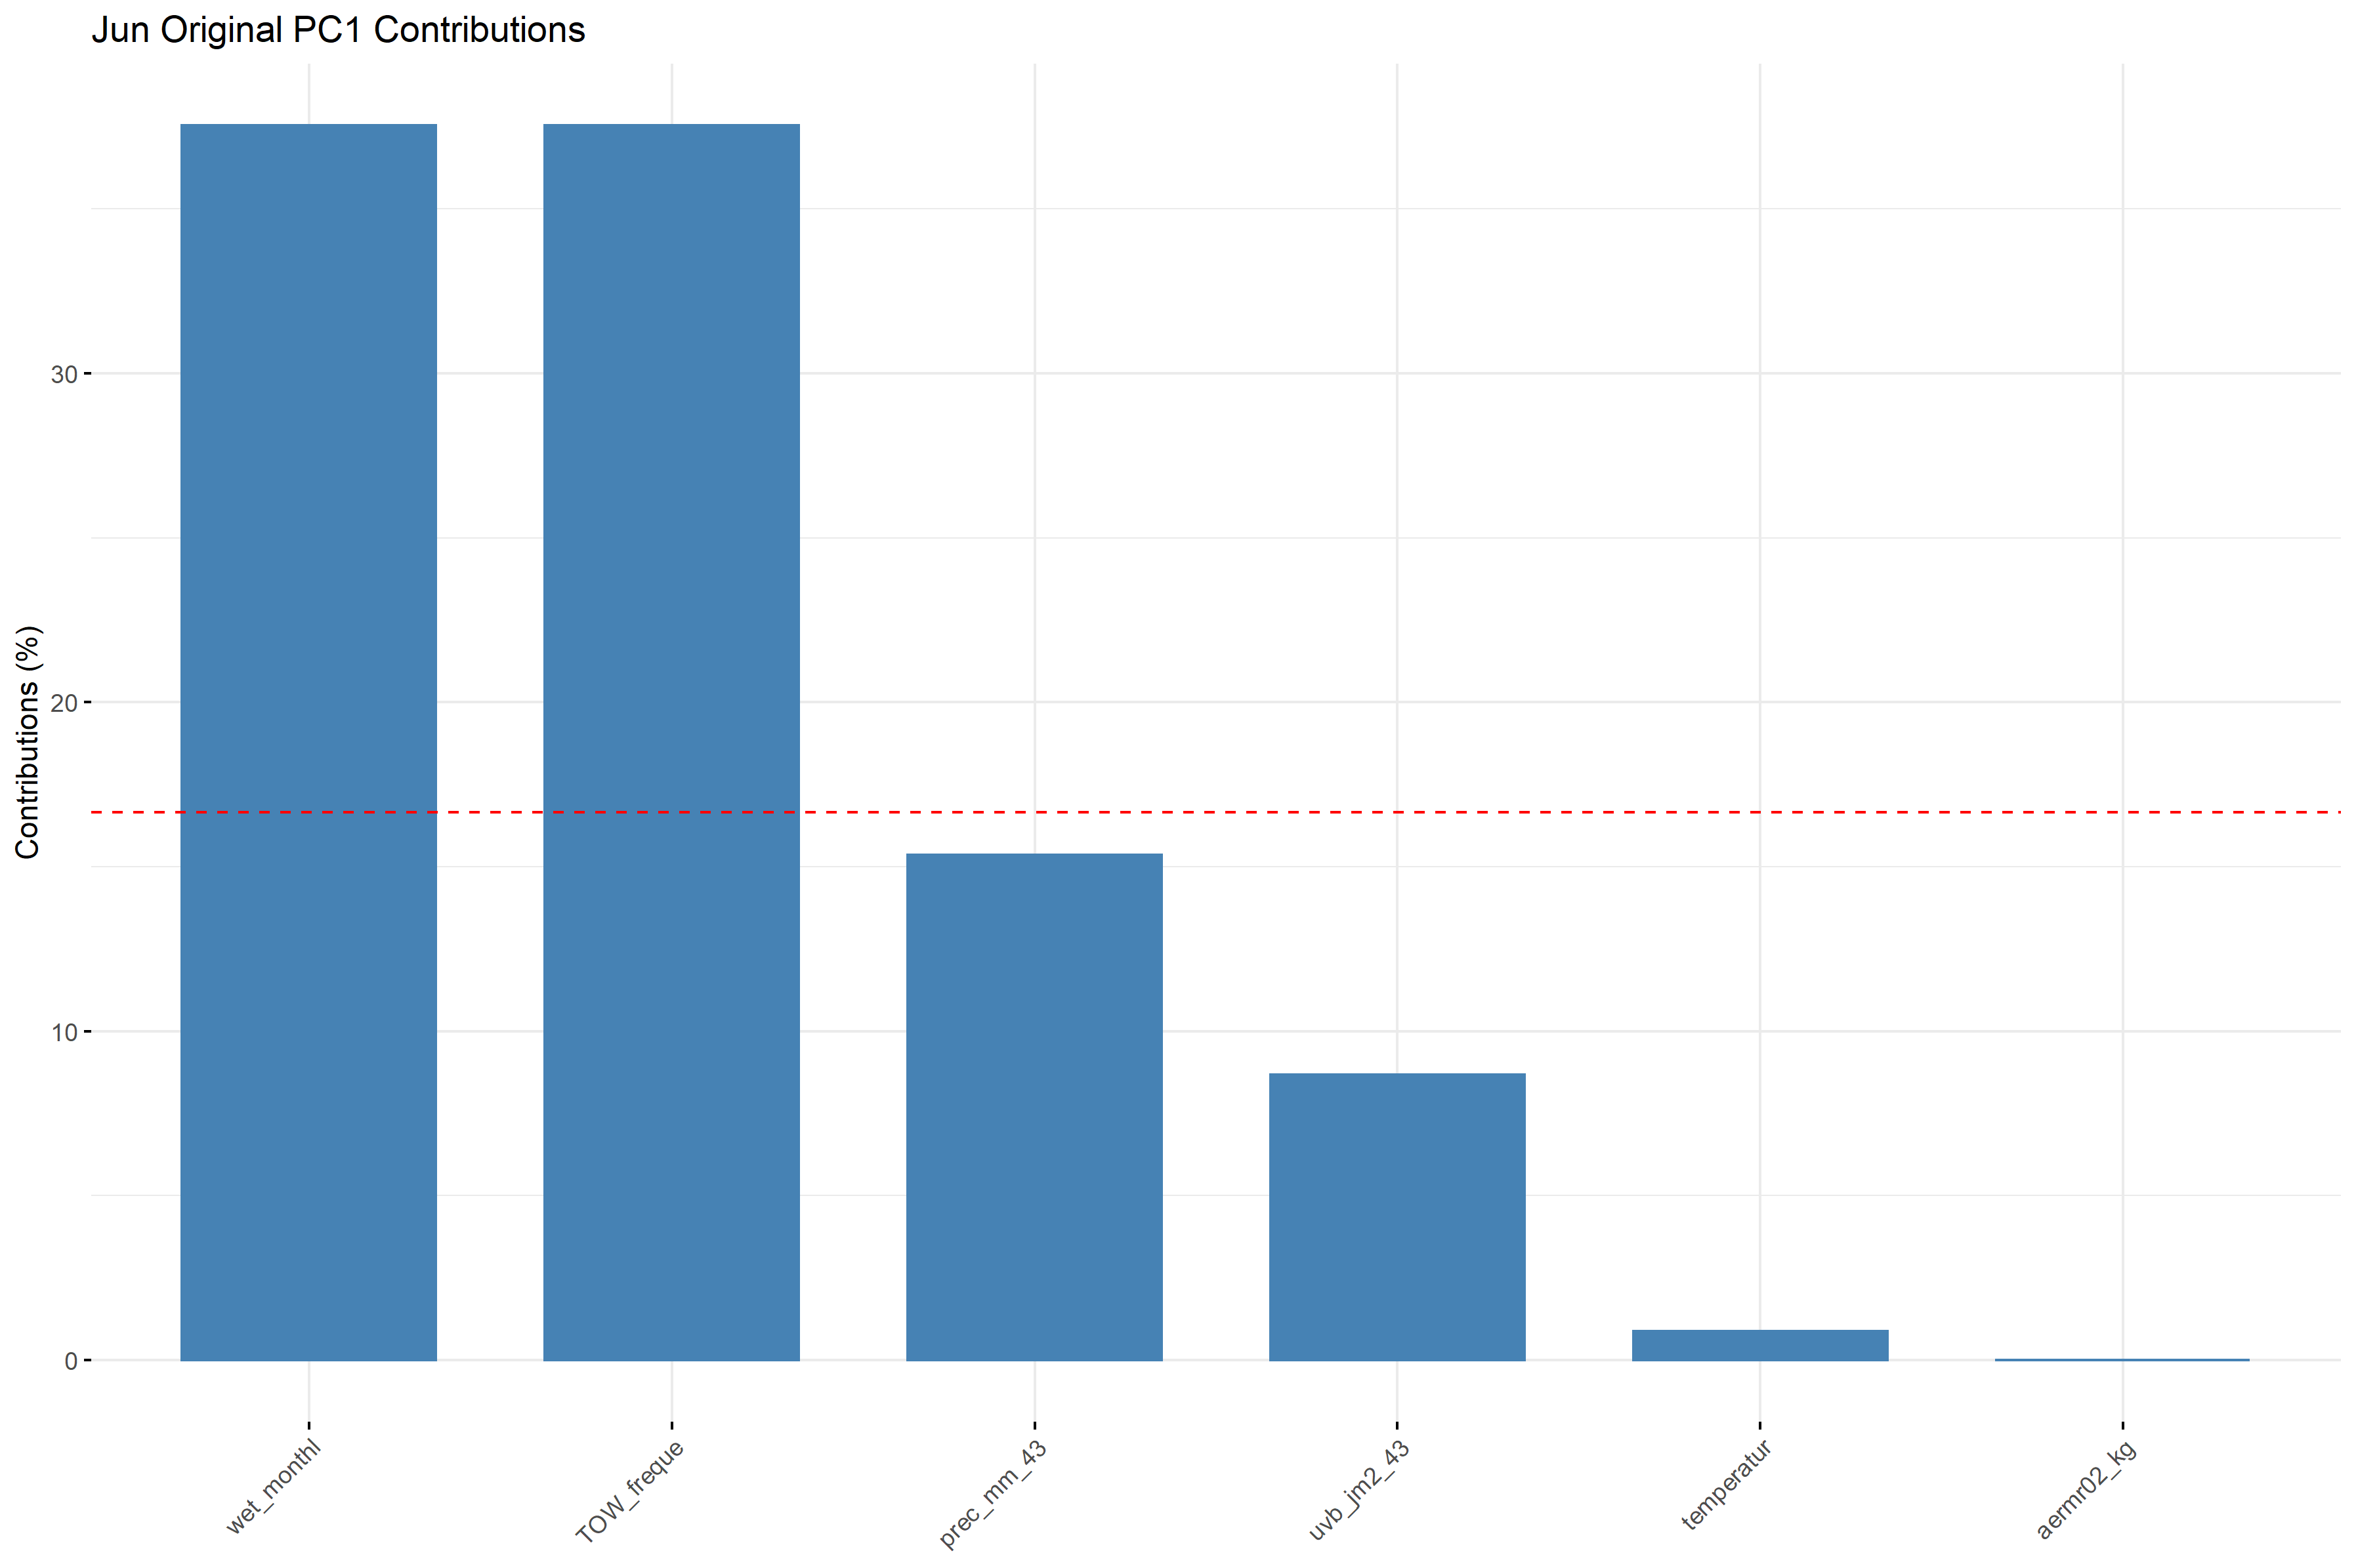 Jun Original PC1 Contributions
Contributions (%)
30
20
10
0
wet_monthl
TOW_freque
prec_mm_43
uvb_jm2_43
temperatur
aermr02_kg